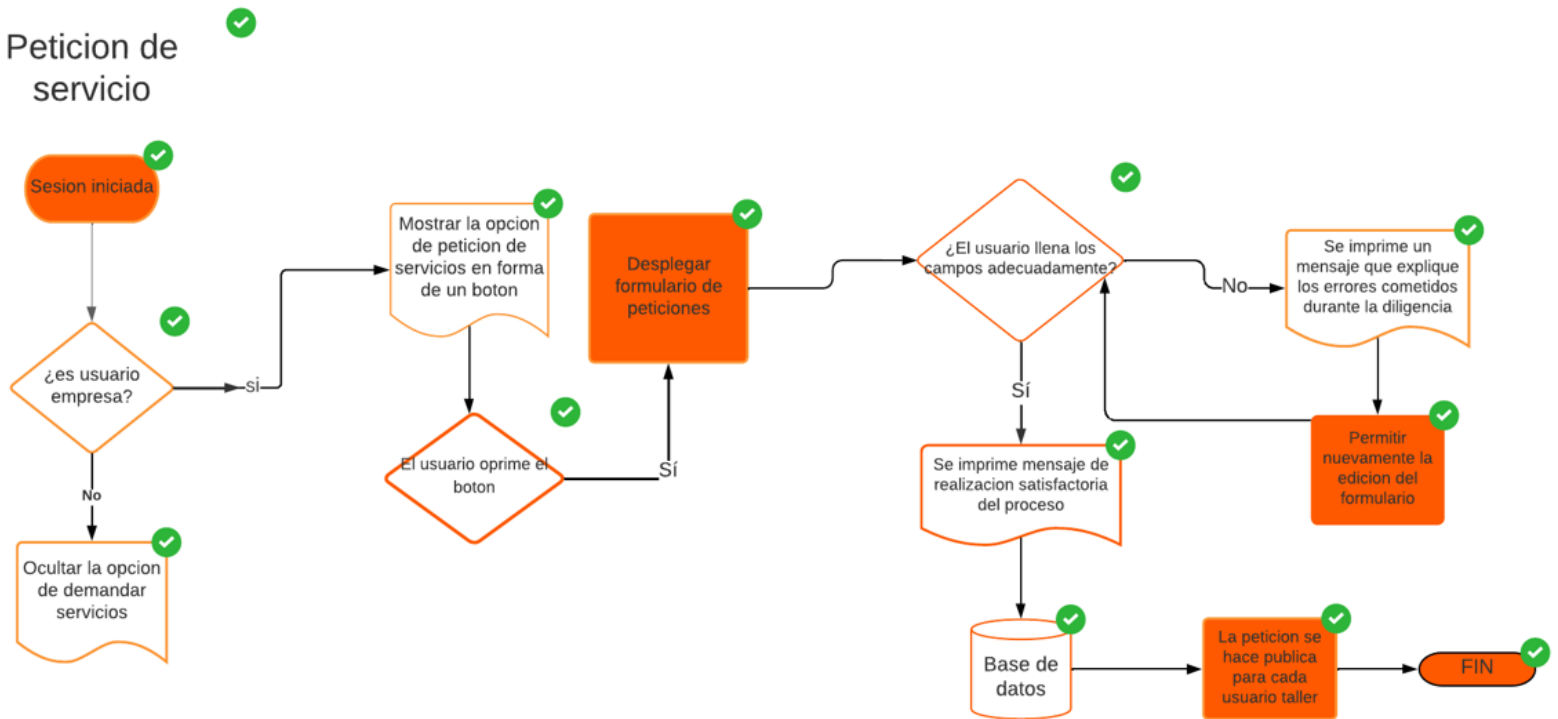 Peticion de
servicio
Sesion iniciada
¿es usuario
empresa?
si
No
Ocultar la opcion
de demandar
servicios
Mostrar la opcion
de peticion de
servicios en forma
de un boton
El usuario oprime el
boton
Sí
Desplegar
formulario de
peticiones
¿El usuario llena los
campos adecuadamente?
No
Se imprime un
mensaje que explique
los errores cometidos
durante la diligencia
Permitir
nuevamente la
edicion del
formulario
Sí
Se imprime mensaje de
realizacion satisfactoria
del proceso
Base de
datos
La peticion se
hace publica
para cada
usuario taller
FIN